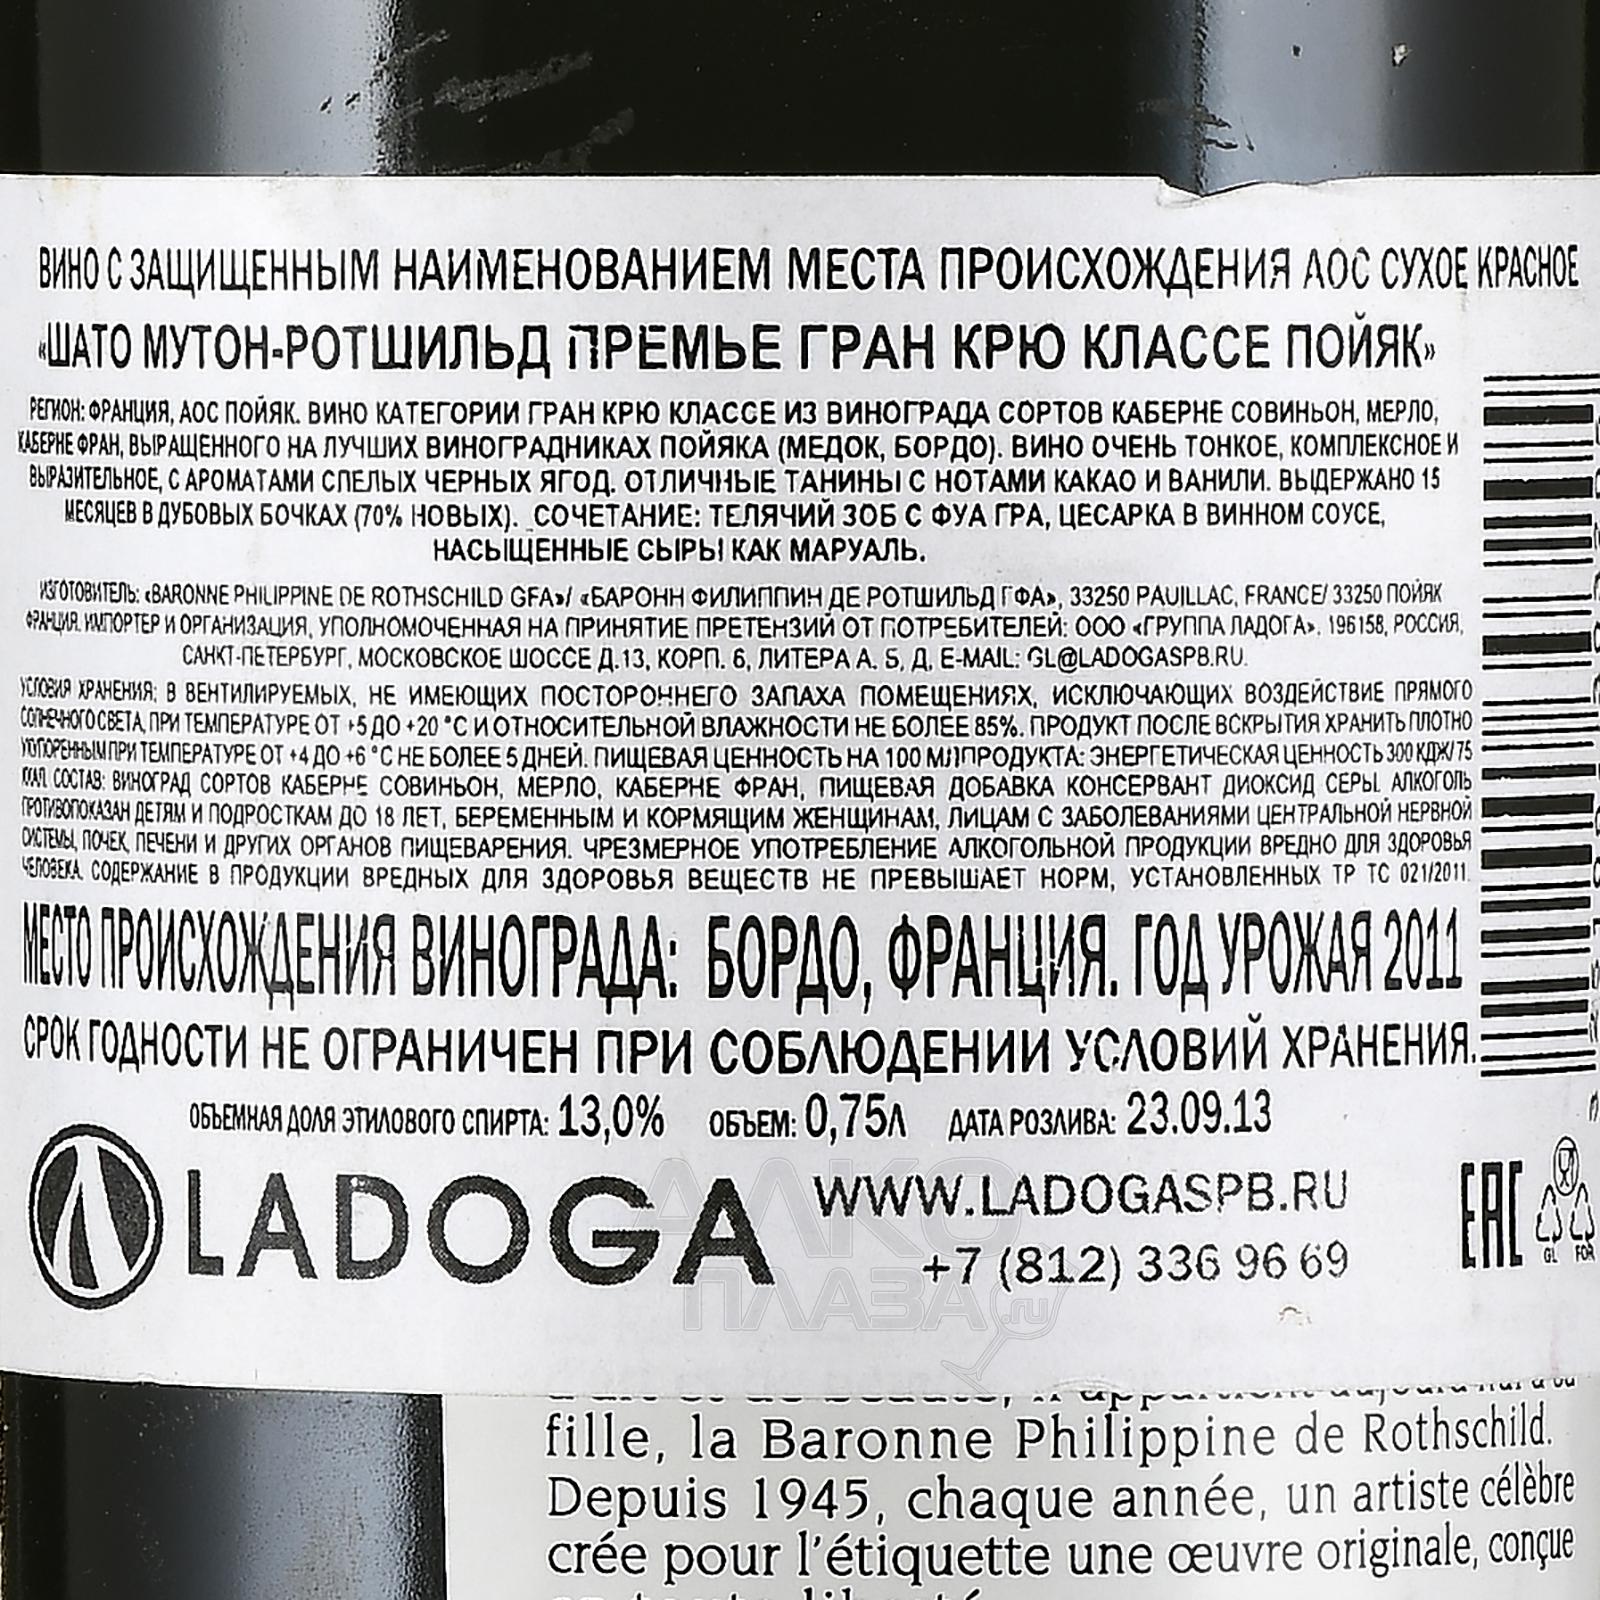 ВИНО С ЗАЩИЩЕННЫМ НАИМЕНОВАНИЕМ МЕСТА ПРОИСХОЖДЕНИЯ АОС СУХОЕ КРАСНОЕ
«ШАТО МУТОН-РОТШИЛЬД ПРЕМЬЕ ГРАН КРЮ КЛАССЕ ПОЙЯК»
РЕГИОН: ФРАНЦИЯ, АОС ПОЙЯК. ВИНО КАТЕГОРИИ ГРАН КРЮ КЛАССЕ ИЗ ВИНОГРАДА СОРТОВ КАБЕРНЕ СОВИНЬОН, МЕРЛО,
КАБЕРНЕ ФРАН, ВЫРАЩЕННОГО НА ЛУЧШИХ ВИНОГРАДНИКАХ ПОЙЯКА (МЕДОК, БОРДО). ВИНО ОЧЕНЬ ТОНКОЕ, КОМПЛЕКСНОЕ И
ВЫРАЗИТЕЛЬНОЕ, С АРОМАТАМИ СПЕЛЫХ ЧЕРНЫХ ЯГОД. ОТЛИЧНЫЕ ТАНИНЫ С НОТАМИ КАКАО И ВАНИЛИ. ВЫДЕРЖАНО 15
МЕСЯЦЕВ В ДУБОВЫХ БОЧКАХ (70% НОВЫХ). СОЧЕТАНИЕ: ТЕЛЯЧИЙ ЗОБ С ФУА ГРА, ЦЕСАРКА В ВИННОМ СОУСЕ,
НАСЫЩЕННЫЕ СЫРЫ КАК МАРУАЛЬ.
ИЗГОТОВИТЕЛЬ: «BARONNE PHILIPPINE DE ROTHSCHILD GFA»/ «БАРОНН ФИЛИППИН ДЕ РОТШИЛЬД ГФА», 33250 PAUILLAC, FRANCE/ 33250 ПОЙЯК
ФРАНЦИЯ. ИМПОРТЕР И ОРГАНИЗАЦИЯ, УПОЛНОМОЧЕННАЯ НА ПРИНЯТИЕ ПРЕТЕНЗИЙ ОТ ПОТРЕБИТЕЛЕЙ: ООО «ГРУППА ЛАДОГА», 196158, РОССИЯ,
САНКТ-ПЕТЕРБУРГ, МОСКОВСКОЕ ШОССЕ Д.13, КОРП. 6, ЛИТЕРА А, Б, Д, E-MAIL: GL@LADOGASPB.RU.
УСЛОВИЯ ХРАНЕНИЯ: В ВЕНТИЛИРУЕМЫХ, НЕ ИМЕЮЩИХ ПОСТОРОННЕГО ЗАПАХА ПОМЕЩЕНИЯХ, ИСКЛЮЧАЮЩИХ ВОЗДЕЙСТВИЕ ПРЯМОГО
СОЛНЕЧНОГО СВЕТА, ПРИ ТЕМПЕРАТУРЕ ОТ +5 ДО +20 °С И ОТНОСИТЕЛЬНОЙ ВЛАЖНОСТИ НЕ БОЛЕЕ 85%. ПРОДУКТ ПОСЛЕ ВСКРЫТИЯ ХРАНИТЬ ПЛОТНО
УКУПОРЕННЫМ ПРИ ТЕМПЕРАТУРЕ ОТ +4 ДО +6 °С НЕ БОЛЕЕ 5 ДНЕЙ. ПИЩЕВАЯ ЦЕННОСТЬ НА 100 МЛ ПРОДУКТА: ЭНЕРГЕТИЧЕСКАЯ ЦЕННОСТЬ 300 КДЖ/ 75
ККАЛ. СОСТАВ: ВИНОГРАД СОРТОВ КАБЕРНЕ СОВИНЬОН, МЕРЛО, КАБЕРНЕ ФРАН, ПИЩЕВАЯ ДОБАВКА КОНСЕРВАНТ ДИОКСИД СЕРЫ. АЛКОГОЛЬ
ПРОТИВОПОКАЗАН ДЕТЯМ И ПОДРОСТКАМ ДО 18 ЛЕТ, БЕРЕМЕННЫМ И КОРМЯЩИМ ЖЕНЩИНАМ, ЛИЦАМ С ЗАБОЛЕВАНИЯМИ ЦЕНТРАЛЬНОЙ НЕРВНОЙ
СИСТЕМЫ, ПОЧЕК, ПЕЧЕНИ И ДРУГИХ ОРГАНОВ ПИЩЕВАРЕНИЯ. ЧРЕЗМЕРНОЕ УПОТРЕБЛЕНИЕ АЛКОГОЛЬНОЙ ПРОДУКЦИИ ВРЕДНО ДЛЯ ЗДОРОВЬЯ
ЧЕЛОВЕКА. СОДЕРЖАНИЕ В ПРОДУКЦИИ ВРЕДНЫХ ДЛЯ ЗДОРОВЬЯ ВЕЩЕСТВ НЕ ПРЕВЫШАЕТ НОРМ, УСТАНОВЛЕННЫХ ТР ТС 021/2011.
МЕСТО ПРОИСХОЖДЕНИЯ ВИНОГРАДА: БОРДО, ФРАНЦИЯ. ГОД УРОЖАЯ 2011
СРОК ГОДНОСТИ НЕ ОГРАНИЧЕН ПРИ СОБЛЮДЕНИИ УСЛОВИЙ ХРАНЕНИЯ.
ОБЪЕМНАЯ ДОЛЯ ЭТИЛОВОГО СПИРТА: 13,0% ОБЪЕМ: 0,75Л ДАТА РОЗЛИВА: 23.09.13
LADOGA
WWW.LADOGASPB.RU
+7 (812) 336 96 69
EAC
GL FOR
АЛКО
ПЛАЗА.ru
fille, la Baronne Philippine de Rothschild.
Depuis 1945, chaque année, un artiste célèbre
crée pour l'étiquette une œuvre originale, conçue